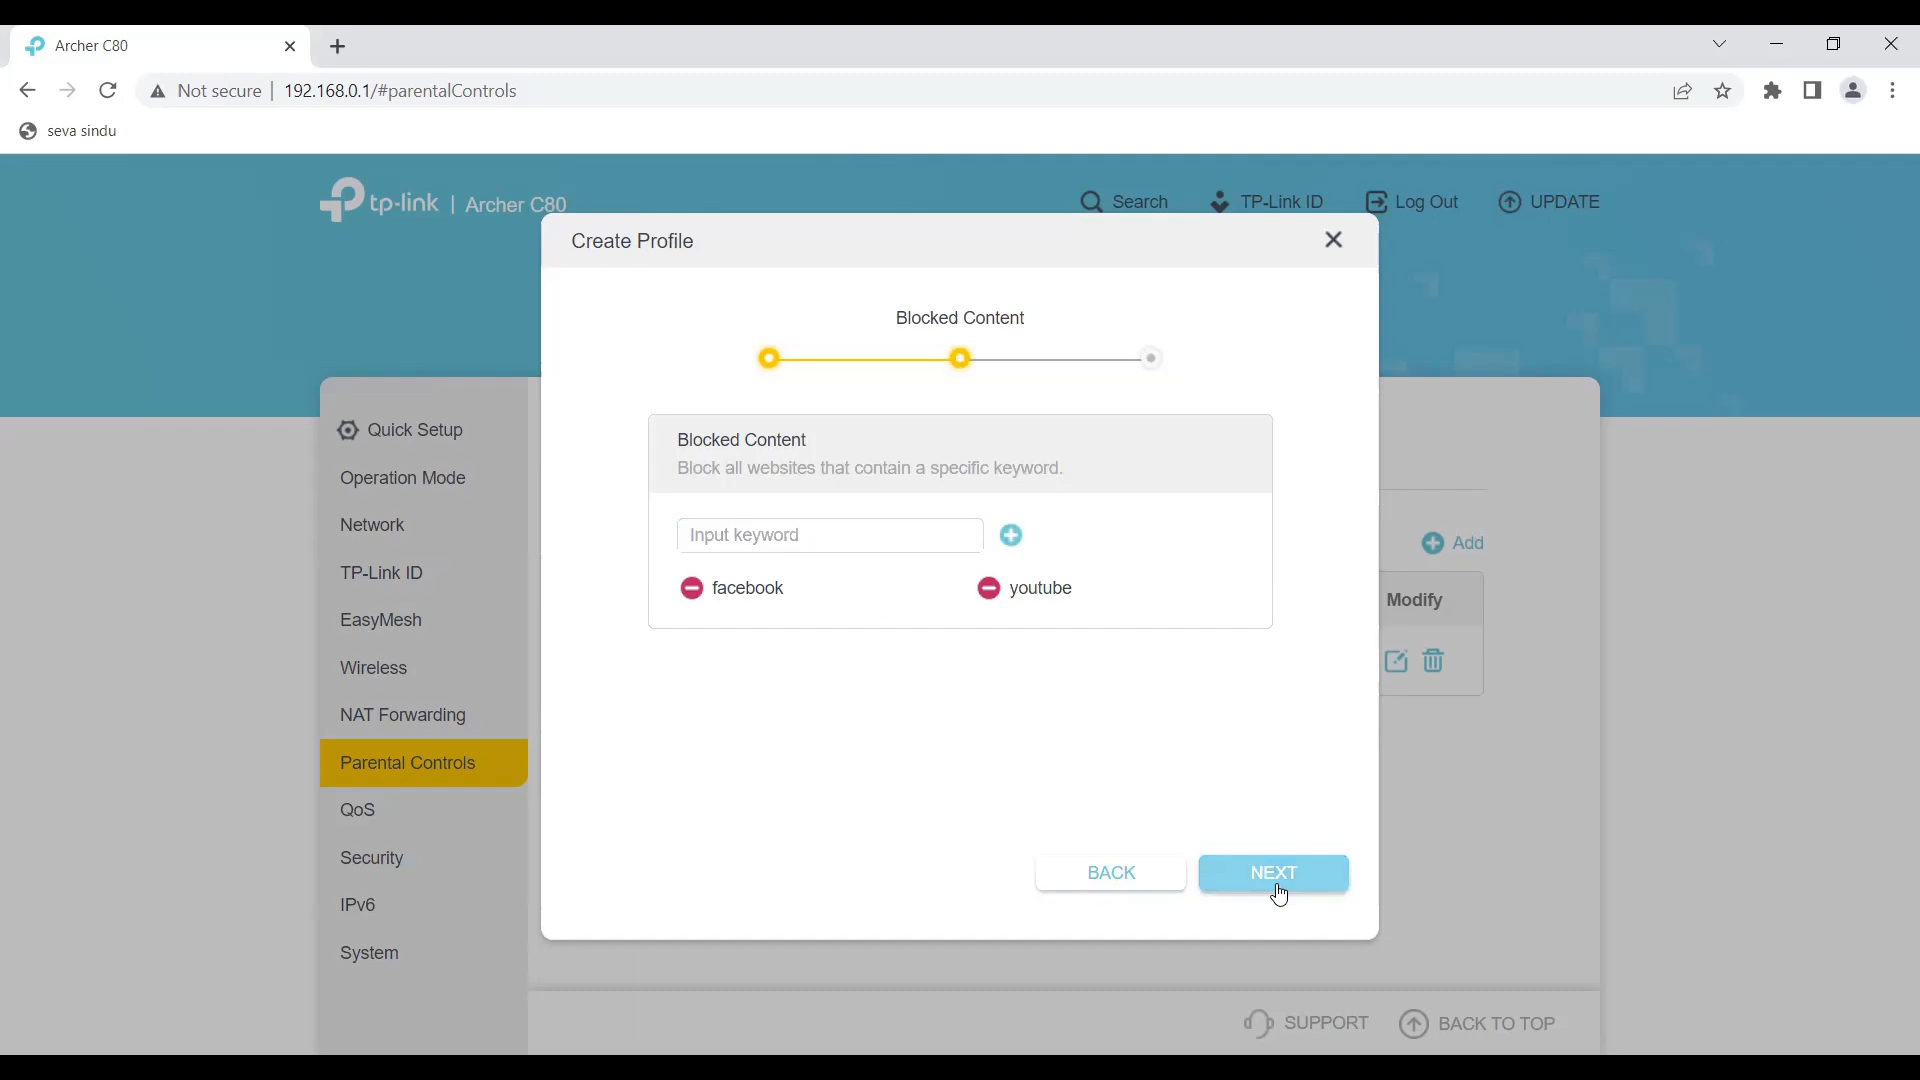 Archer C80
Not secure | 192.168.0.1/#parentalControls
seva sindu
tp-link | Archer C80
Search TP-Link ID Log Out UPDATE
Create Profile
Blocked Content
Quick Setup
Operation Mode
Network
TP-Link ID
EasyMesh
Wireless
NAT Forwarding
Parental Controls
QoS
Security
IPv6
System
Blocked Content
Block all websites that contain a specific keyword.
Input keyword
facebook youtube
Add
Modify
BACK NEXT
SUPPORT BACK TO TOP